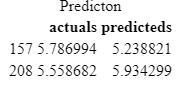 Predicton
actuals predicteds
157 5.786994 5.238821
208 5.558682 5.934299